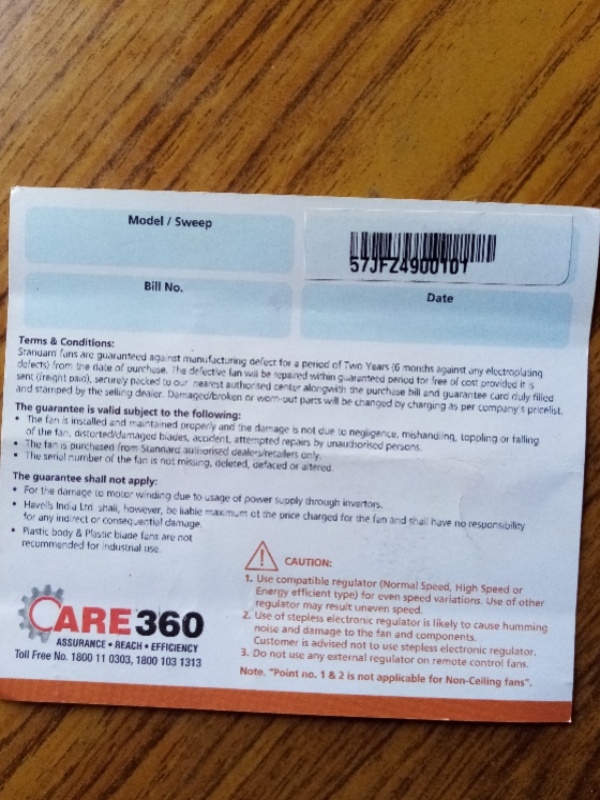 Model / Sweep
57JFZ4900101
Bill No.
Date
Terms & Conditions:
Standard fans are guaranteed against manufacturing defect for a period of Two Years (6 months against any electroplating
defects) from the date of purchase. The defective fan will be repaired within guaranteed period for free of cost provided it is
sent (freight paid), securely packed to our nearest authorised center alongwith the purchase bill and guarantee card duly filled
and stamped by the selling dealer. Damaged/broken or worn-out parts will be changed by charging as per company's pricelist.
The guarantee is valid subject to the following:
• The fan is installed and maintained properly and the damage is not due to negligence, mishandling, toppling or falling
of the fan, distorted/damaged blades, accident, attempted repairs by unauthorised persons.
• The fan is purchased from Standard authorised dealers/retailers only.
• The serial number of the fan is not missing, deleted, defaced or altered.
The guarantee shall not apply:
• For the damage to motor winding due to usage of power supply through invertors.
• Havells India Ltd. shall, however, be liable maximum ot the price charged for the fan and shall have no responsibility
for any indirect or consequential damage.
• Plastic body & Plastic blade fans are not
recommended for industrial use.
CAUTION:
1. Use compatible regulator (Normal Speed, High Speed or
Energy efficient type) for even speed variations. Use of other
regulator may result uneven speed.
2. Use of stepless electronic regulator is likely to cause humming
noise and damage to the fan and components.
Customer is advised not to use stepless electronic regulator.
3. Do not use any external regulator on remote control fans.
Note. "Point no. 1 & 2 is not applicable for Non-Ceiling fans".
CARE 360
ASSURANCE • REACH • EFFICIENCY
Toll Free No. 1800 11 0303, 1800 103 1313